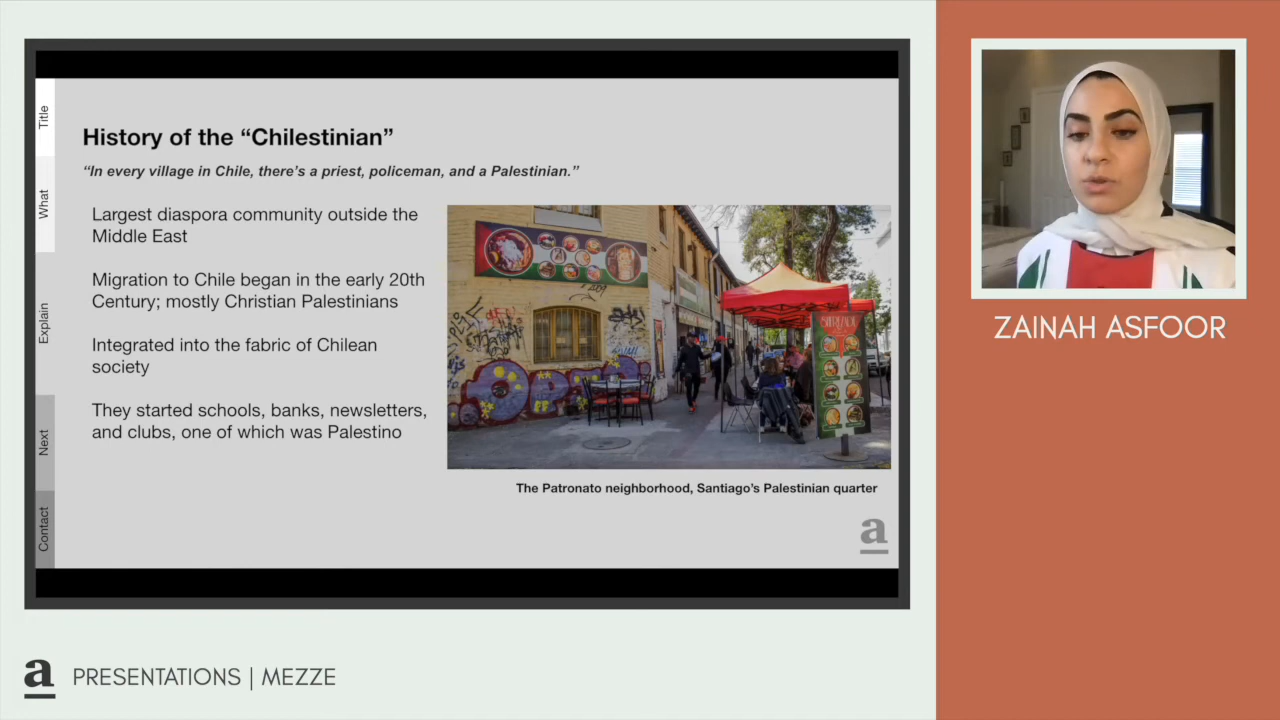 Title
What
Explain
Next
Contact
History of the “Chilestinian”
“In every village in Chile, there’s a priest, policeman, and a Palestinian.”
Largest diaspora community outside the
Middle East
Migration to Chile began in the early 20th
Century; mostly Christian Palestinians
Integrated into the fabric of Chilean
society
They started schools, banks, newsletters,
and clubs, one of which was Palestino
The Patronato neighborhood, Santiago’s Palestinian quarter
a
ZAINAH ASFOOR
a PRESENTATIONS | MEZZE